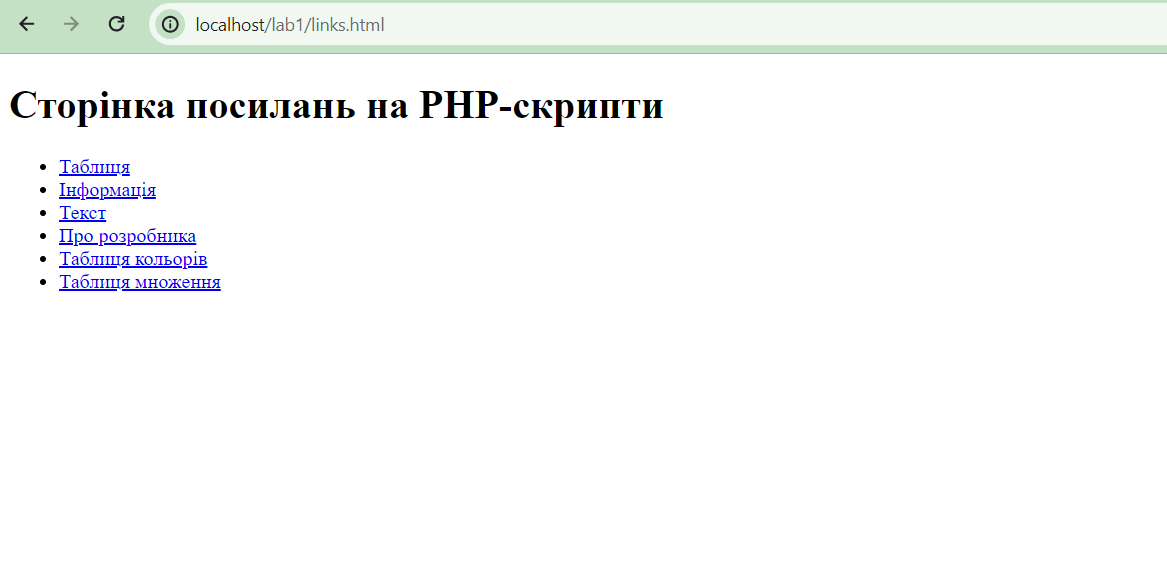 localhost/lab1/links.html
Сторінка посилань на PHP-скрипти
Таблиця
Інформація
Текст
Про розробника
Таблиця кольорів
Таблиця множення